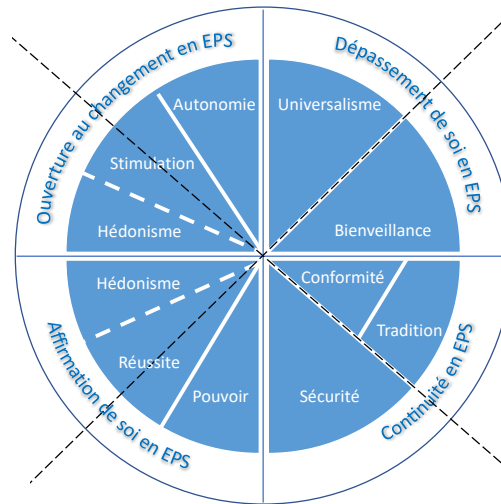 Ouverture au changement en EPS
Dépassement de soi en EPS
Autonomie
Universalisme
Stimulation
Hédonisme
Bienveillance
Hédonisme
Conformité
Tradition
Réussite
Pouvoir
Sécurité
Affirmation de soi en EPS
Continuité en EPS